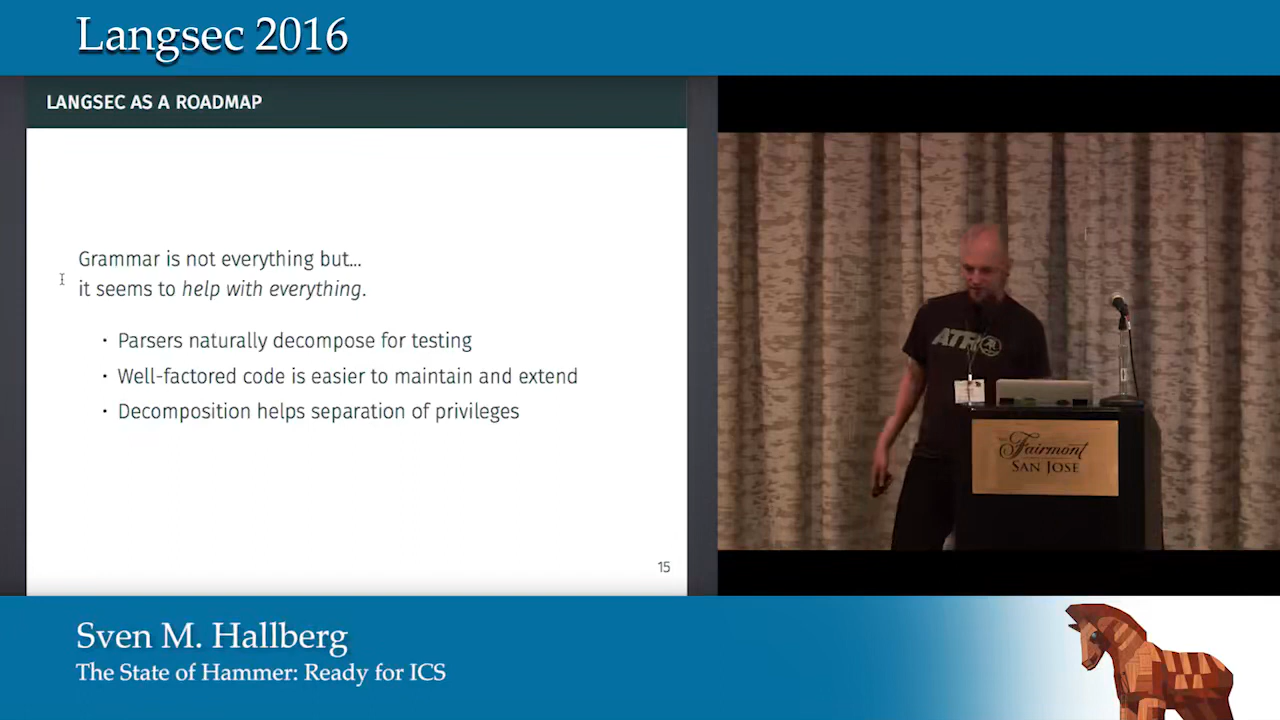 Langsec 2016
LANGSEC AS A ROADMAP
Grammar is not everything but...
it seems to help with everything.
· Parsers naturally decompose for testing
· Well-factored code is easier to maintain and extend
· Decomposition helps separation of privileges
15
Fairmont
SAN JOSE
Sven M. Hallberg
The State of Hammer: Ready for ICS